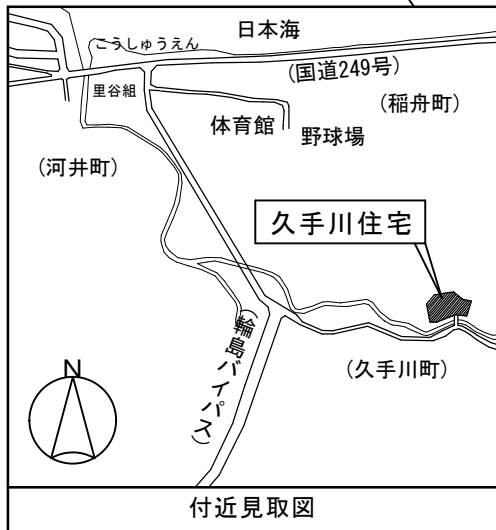 日本海
こうしゅうえん
(国道249号)
里谷組
(稲舟町)
体育館
野球場
(河井町)
久手川住宅
(輪島バイパス)
(久手川町)
N
付近見取図